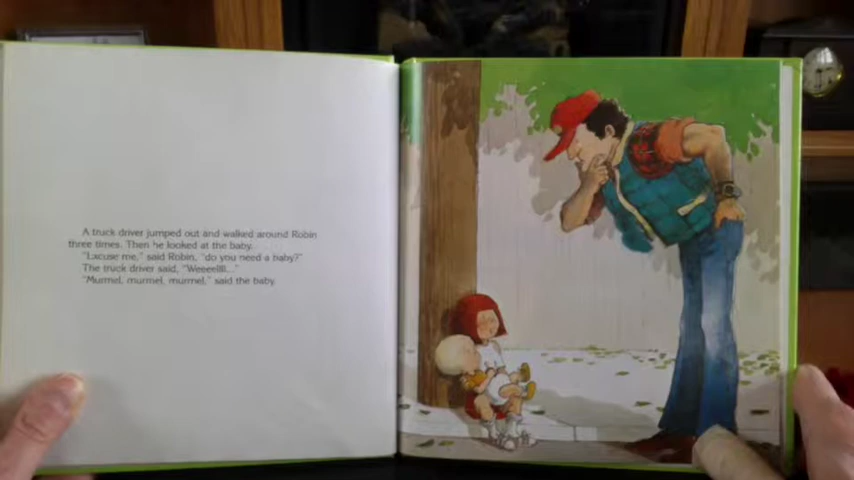 A truck driver jumped out and walked around Robin
three times. Then he looked at the baby.
"Excuse me," said Robin, "do you need a baby?"
The truck driver said, "Weeeellll..."
"Murmel, murmel, murmel," said the baby.